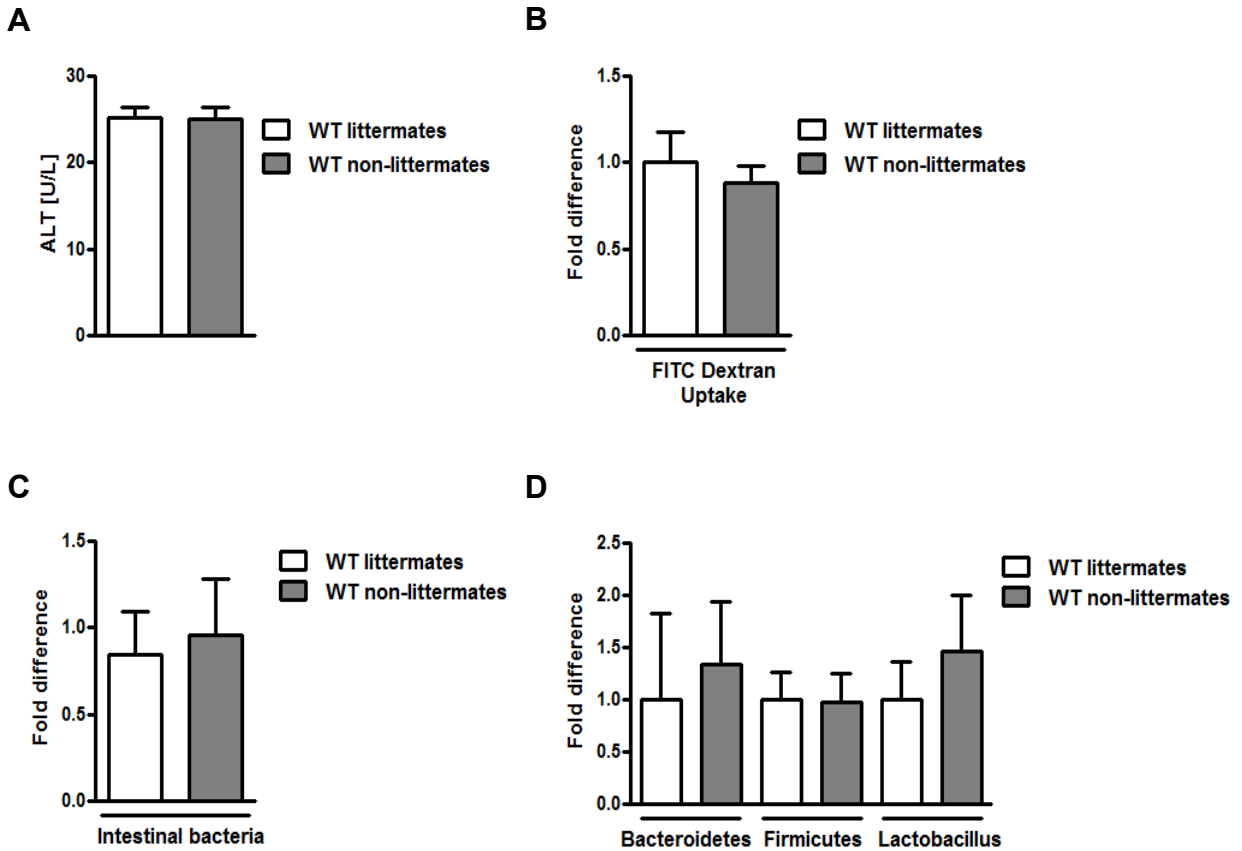 A
30
20
10
0
ALT [U/L]
WT littermates
WT non-littermates
B
1.5
1.0
0.5
0.0
Fold difference
WT littermates
WT non-littermates
FITC Dextran
Uptake
C
1.5
1.0
0.5
0.0
Fold difference
WT littermates
WT non-littermates
Intestinal bacteria
D
2.5
2.0
1.5
1.0
0.5
0.0
Fold difference
WT littermates
WT non-littermates
Bacteroidetes Firmicutes Lactobacillus